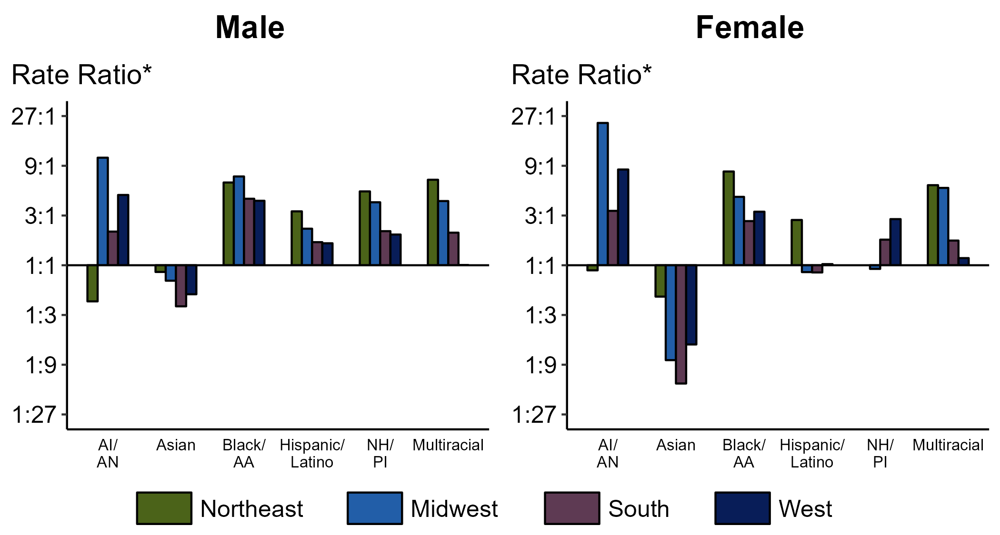 Male
Rate Ratio*
27:1
9:1
3:1
1:1
1:3
1:9
1:27
AI/
AN
Asian
Black/
AA
Hispanic/
Latino
NH/
PI
Multiracial
Female
Rate Ratio*
27:1
9:1
3:1
1:1
1:3
1:9
1:27
AI/
AN
Asian
Black/
AA
Hispanic/
Latino
NH/
PI
Multiracial
Northeast
Midwest
South
West